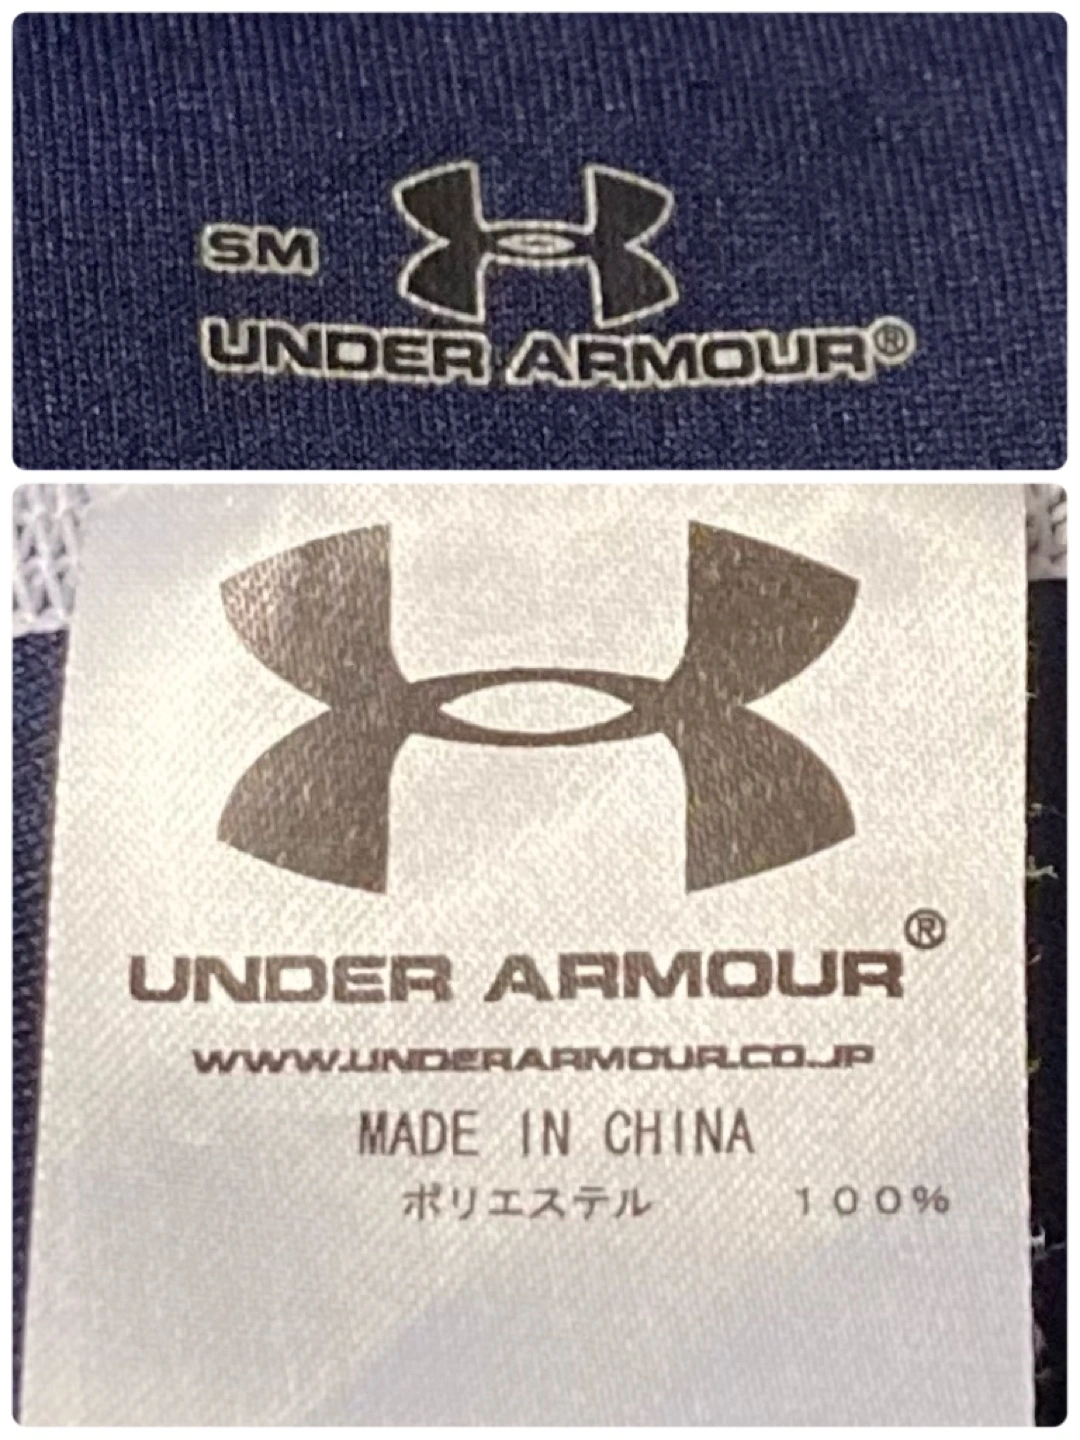 SM
UNDER ARMOUR®
UNDER ARMOUR®
WWW.UNDERARMOUR.CO.JP
MADE IN CHINA
ポリエステル 100%